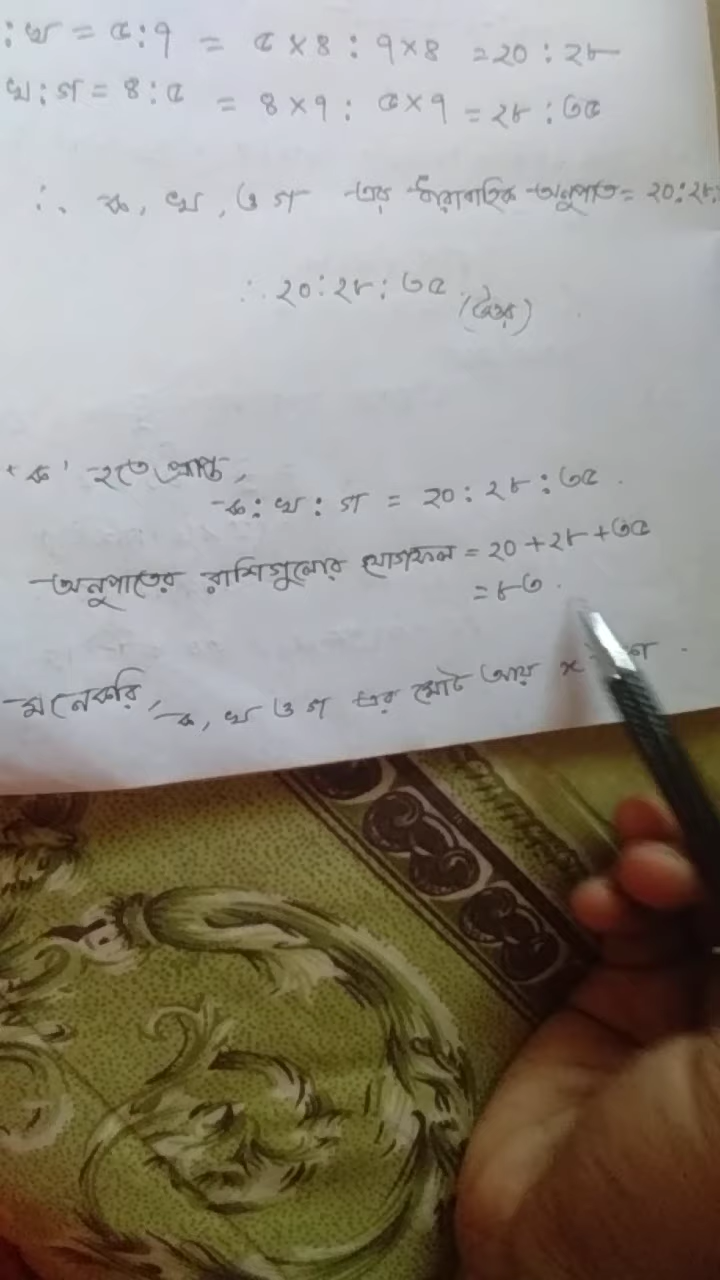 : খ = ৫ : ৭ = ৫ × ৪ : ৭ × ৪ = ২০ : ২৮
খ : গ = ৪ : ৫ = ৪ × ৭ : ৫ × ৭ = ২৮ : ৩৫
∴ ক, খ, ও গ এর ধারাবাহিক অনুপাত = ২০ : ২৮ :
∴ ২০ : ২৮ : ৩৫ (উত্তর)
'ক' হতে প্রাপ্ত,
ক : খ : গ = ২০ : ২৮ : ৩৫
অনুপাতের রাশিগুলোর যোগফল = ২০ + ২৮ + ৩৫
= ৮৩
মনেকরি, ক, খ ও গ এর মোট আয় x